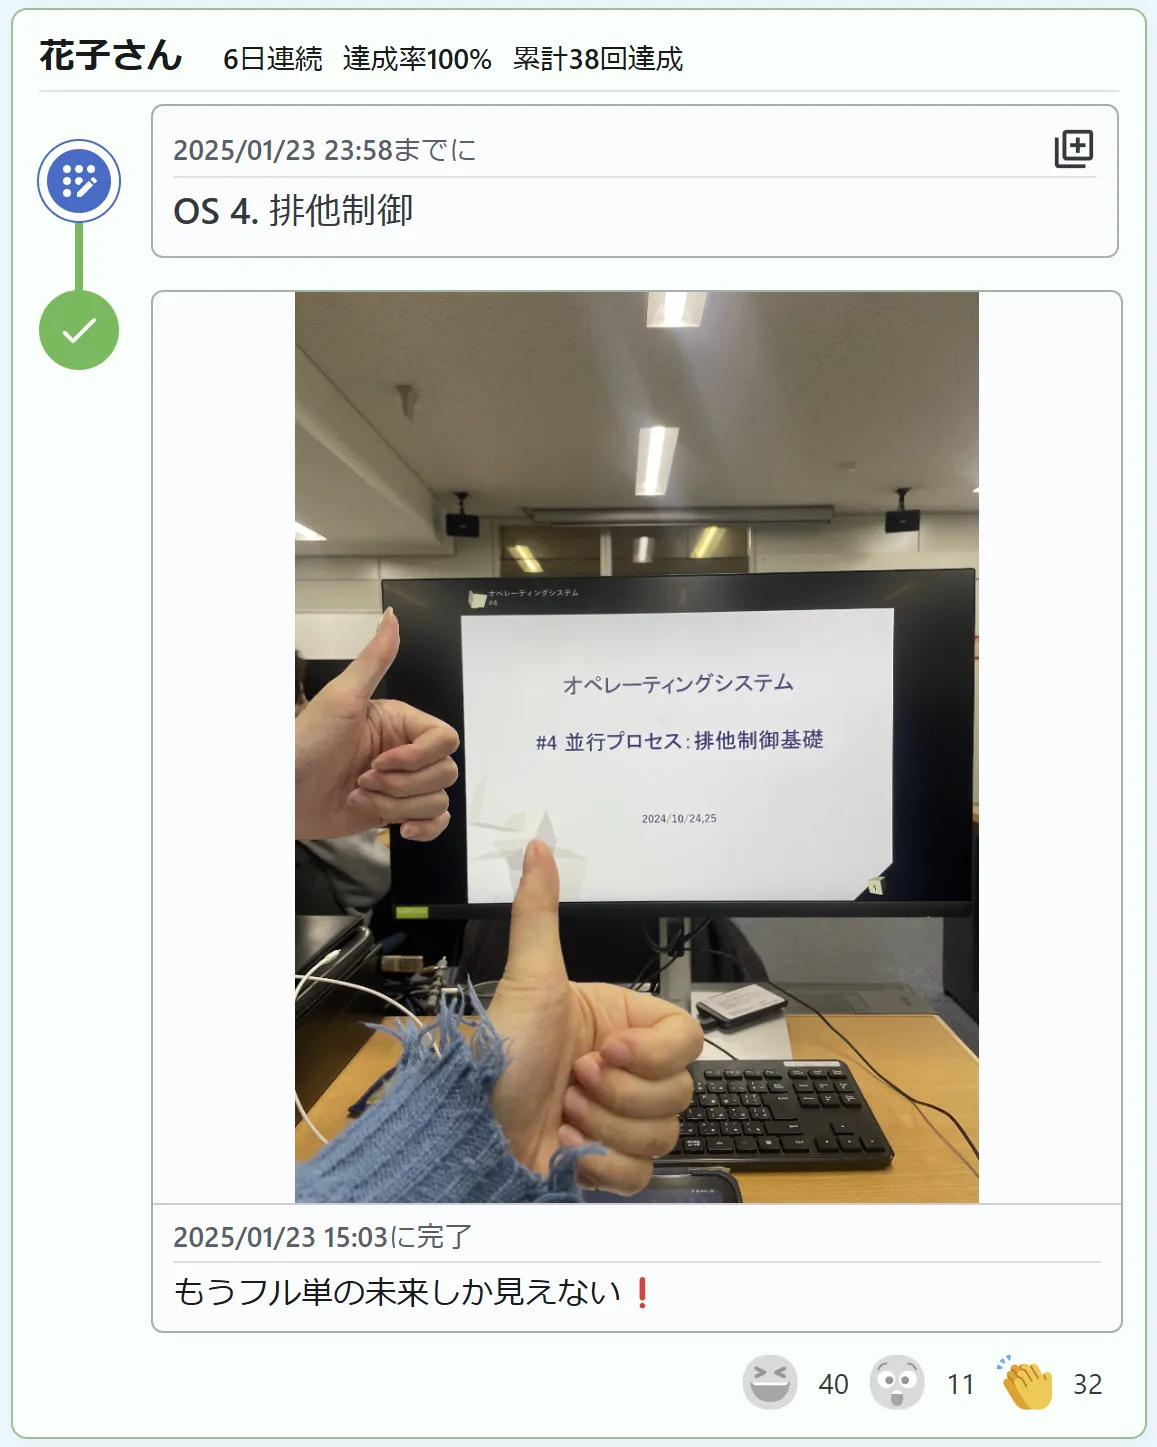 花子さん 6日連続 達成率100% 累計38回達成
2025/01/23 23:58までに
OS 4. 排他制御
オペレーティングシステム
#4
オペレーティングシステム
#4 並行プロセス:排他制御基礎
2024/10/24,25
2025/01/23 15:03に完了
もうフル単の未来しか見えない❗
40 11 32